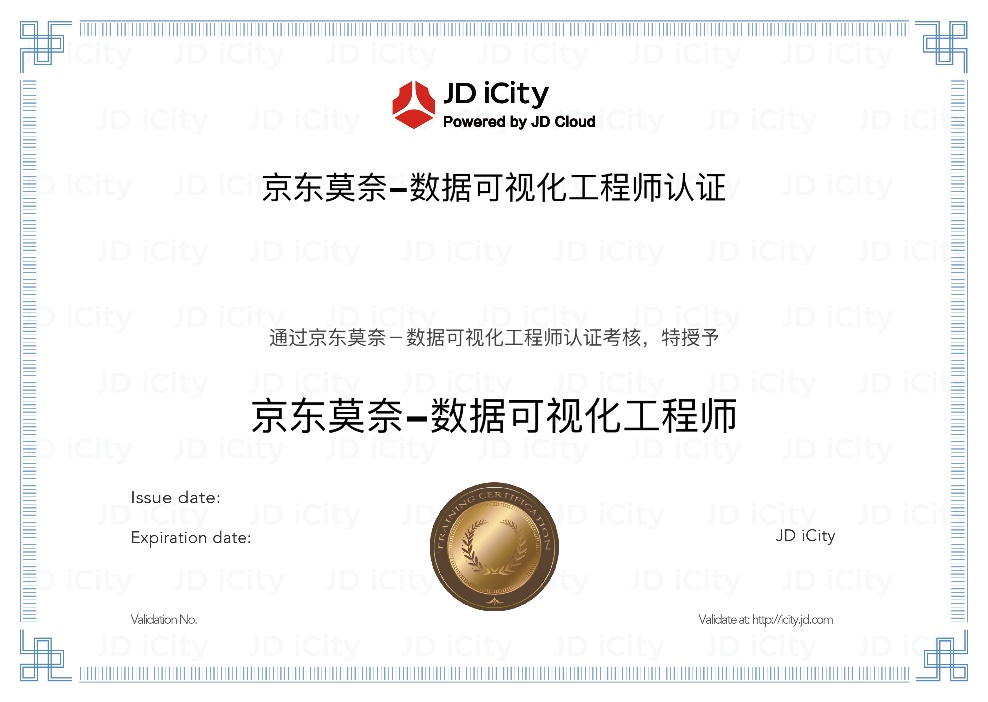 JD iCity
Powered by JD Cloud
京东莫奈–数据可视化工程师认证
通过京东莫奈–数据可视化工程师认证考核，特授予
京东莫奈–数据可视化工程师
Issue date:
TRAINING CERTIFICATION
Expiration date:
JD iCity
Validation No.
Validate at: http://icity.jd.com